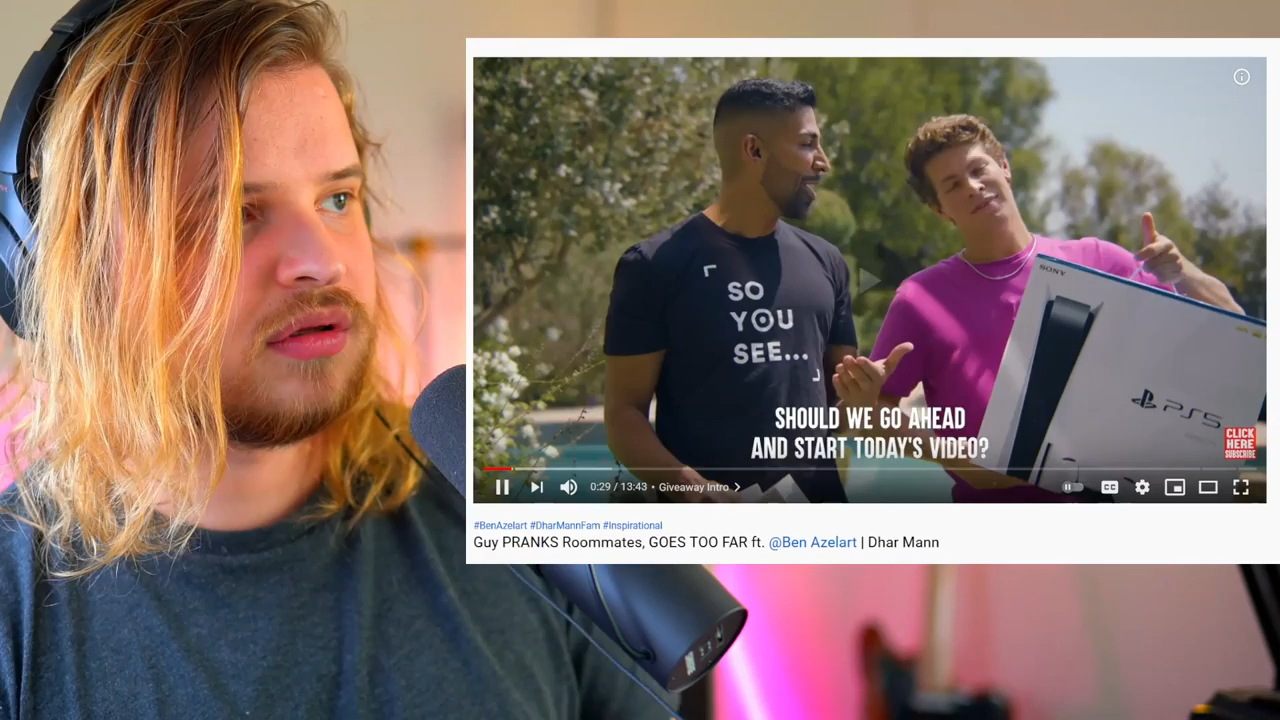 SO
YOU
SEE...
SONY
PS5
SHOULD WE GO AHEAD
AND START TODAY'S VIDEO?
CLICK
HERE
SUBSCRIBE
0:29 / 13:43 • Giveaway Intro
CC
#BenAzelart #DharMannFam #Inspirational
Guy PRANKS Roommates, GOES TOO FAR ft. @Ben Azelart | Dhar Mann